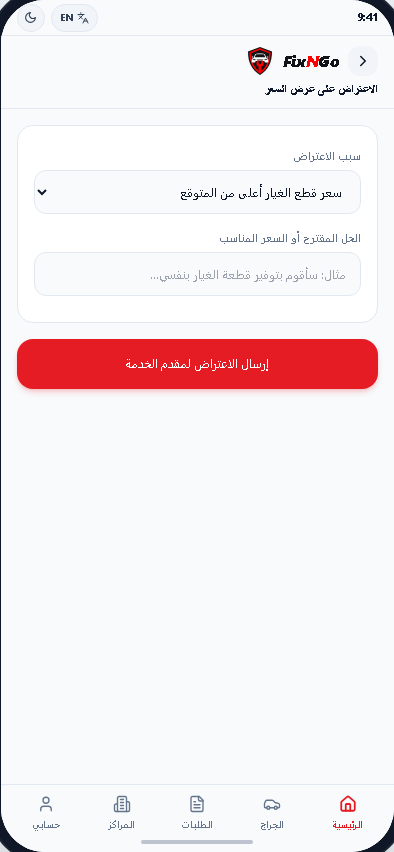 9:41
EN
FixNGo
الاعتراض على عرض السعر
سبب الاعتراض
سعر قطع الغيار أعلى من المتوقع
الحل المقترح أو السعر المناسب
مثال: سأقوم بتوفير قطعة الغيار بنفسي...
إرسال الاعتراض لمقدم الخدمة
الرئيسية
الجراج
الطلبات
المراكز
حسابي